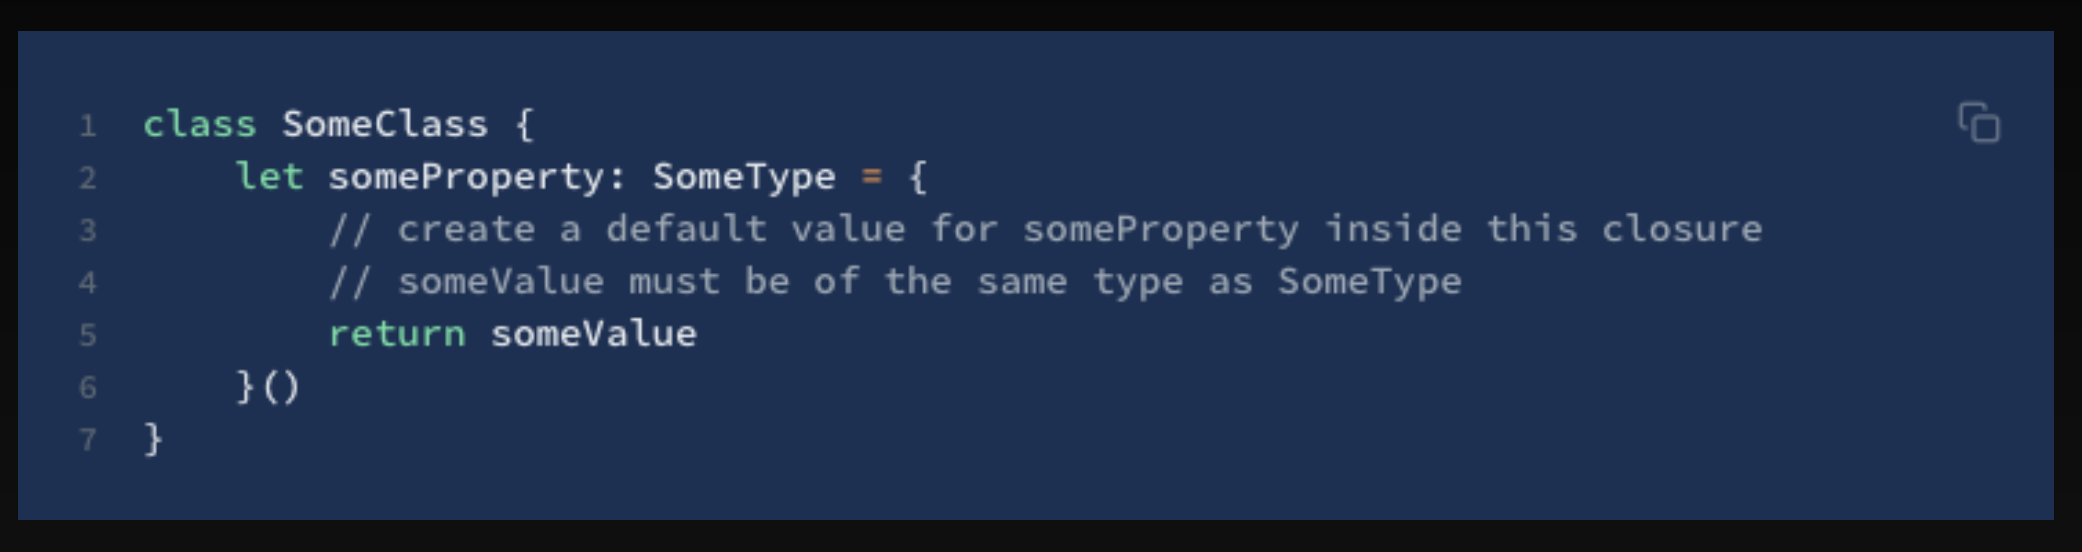 1 class SomeClass {
2     let someProperty: SomeType = {
3         // create a default value for someProperty inside this closure
4         // someValue must be of the same type as SomeType
5         return someValue
6     }()
7 }